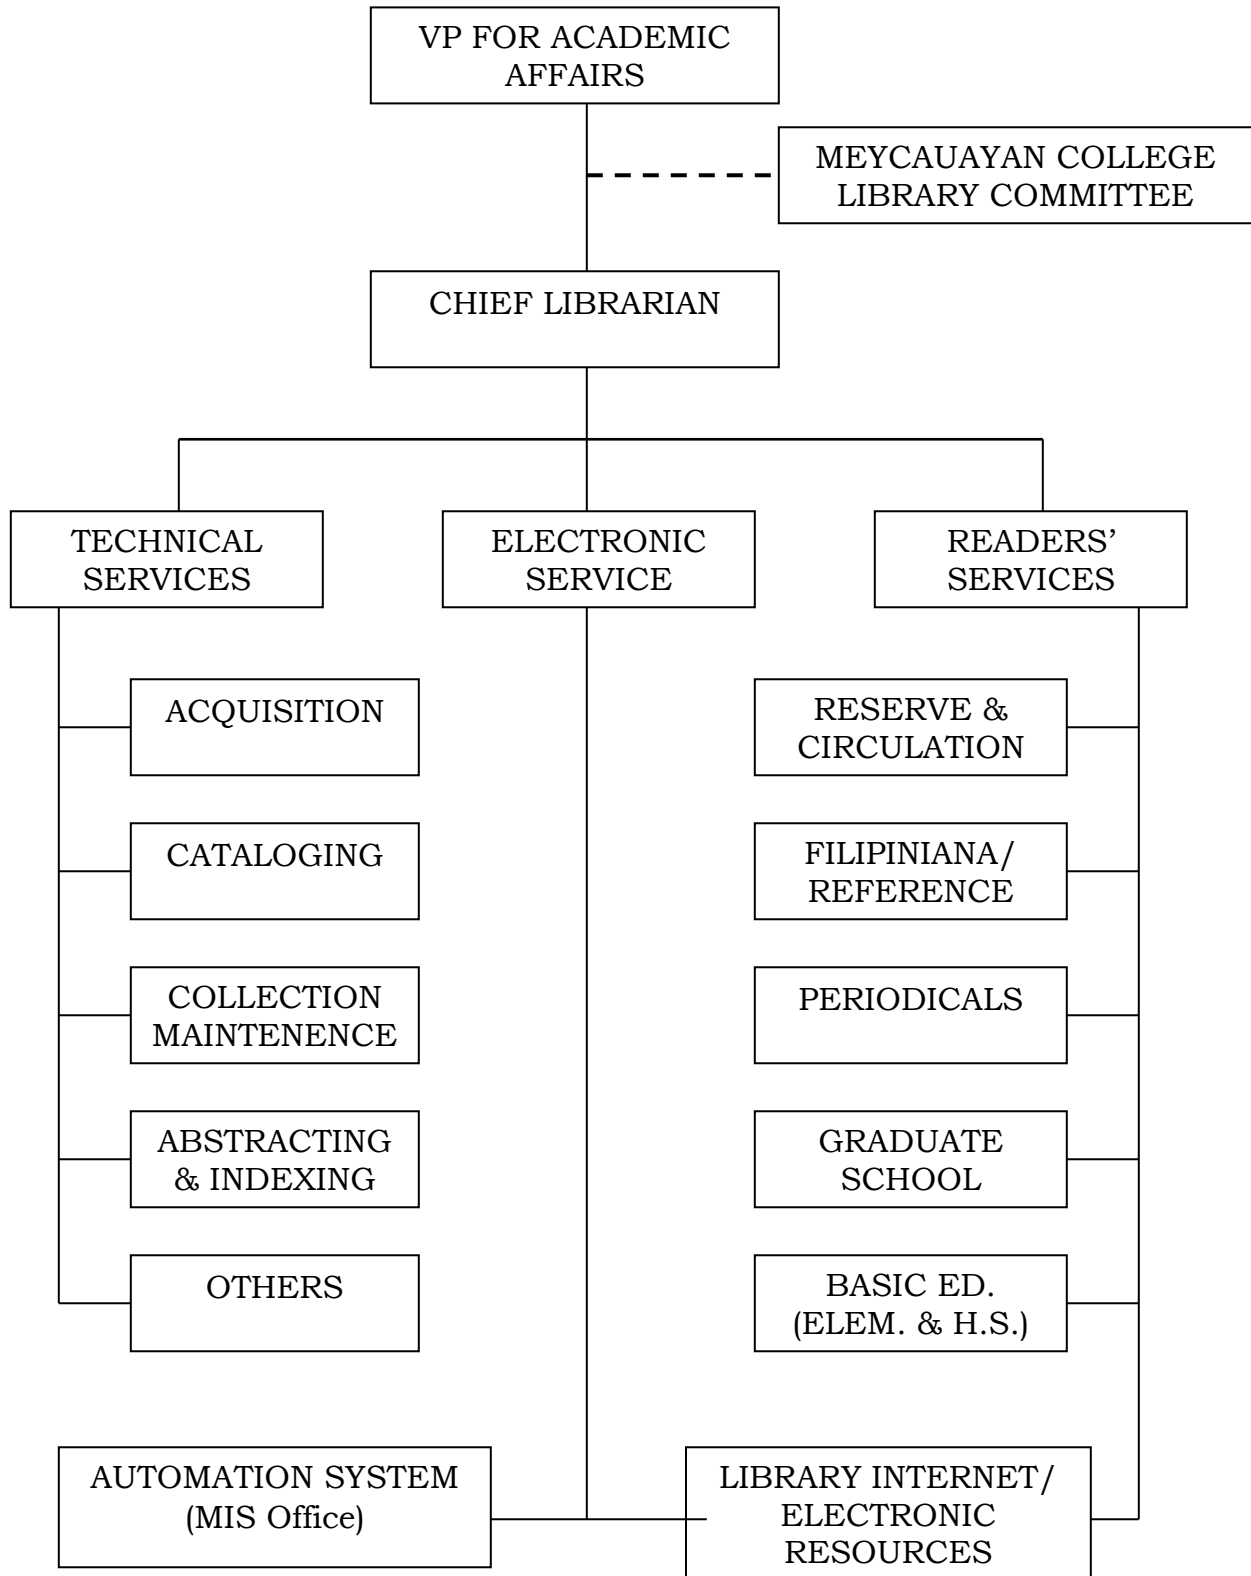 VP FOR ACADEMIC
AFFAIRS
MEYCAUAYAN COLLEGE
LIBRARY COMMITTEE
CHIEF LIBRARIAN
TECHNICAL
SERVICES
ELECTRONIC
SERVICE
READERS’
SERVICES
ACQUISITION
CATALOGING
COLLECTION
MAINTENENCE
ABSTRACTING
& INDEXING
OTHERS
RESERVE &
CIRCULATION
FILIPINIANA/
REFERENCE
PERIODICALS
GRADUATE
SCHOOL
BASIC ED.
(ELEM. & H.S.)
AUTOMATION SYSTEM
(MIS Office)
LIBRARY INTERNET/
ELECTRONIC
RESOURCES